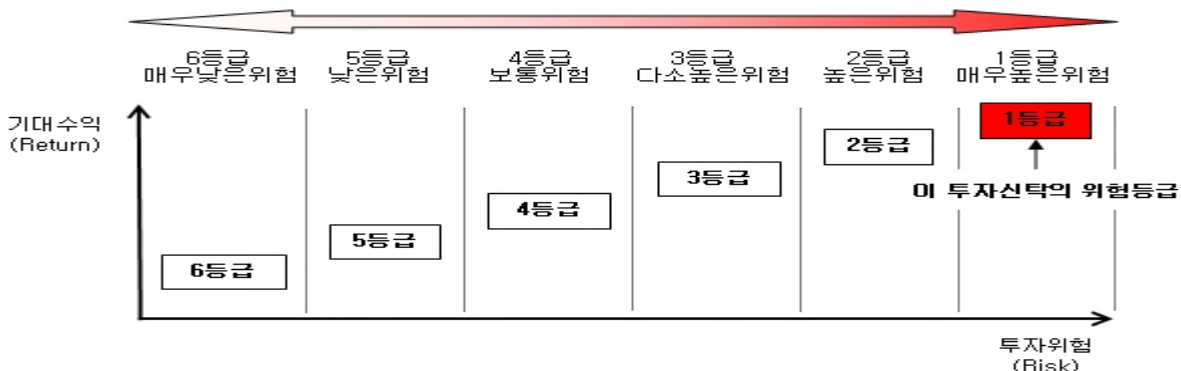 6등급 5등급 4등급 3등급 2등급 1등급
매우낮은위험 낮은위험 보통위험 다소높은위험 높은위험 매우높은위험
기대수익
(Return)
1등급
2등급
이 투자신탁의 위험등급
3등급
4등급
5등급
6등급
투자위험
(Risk)